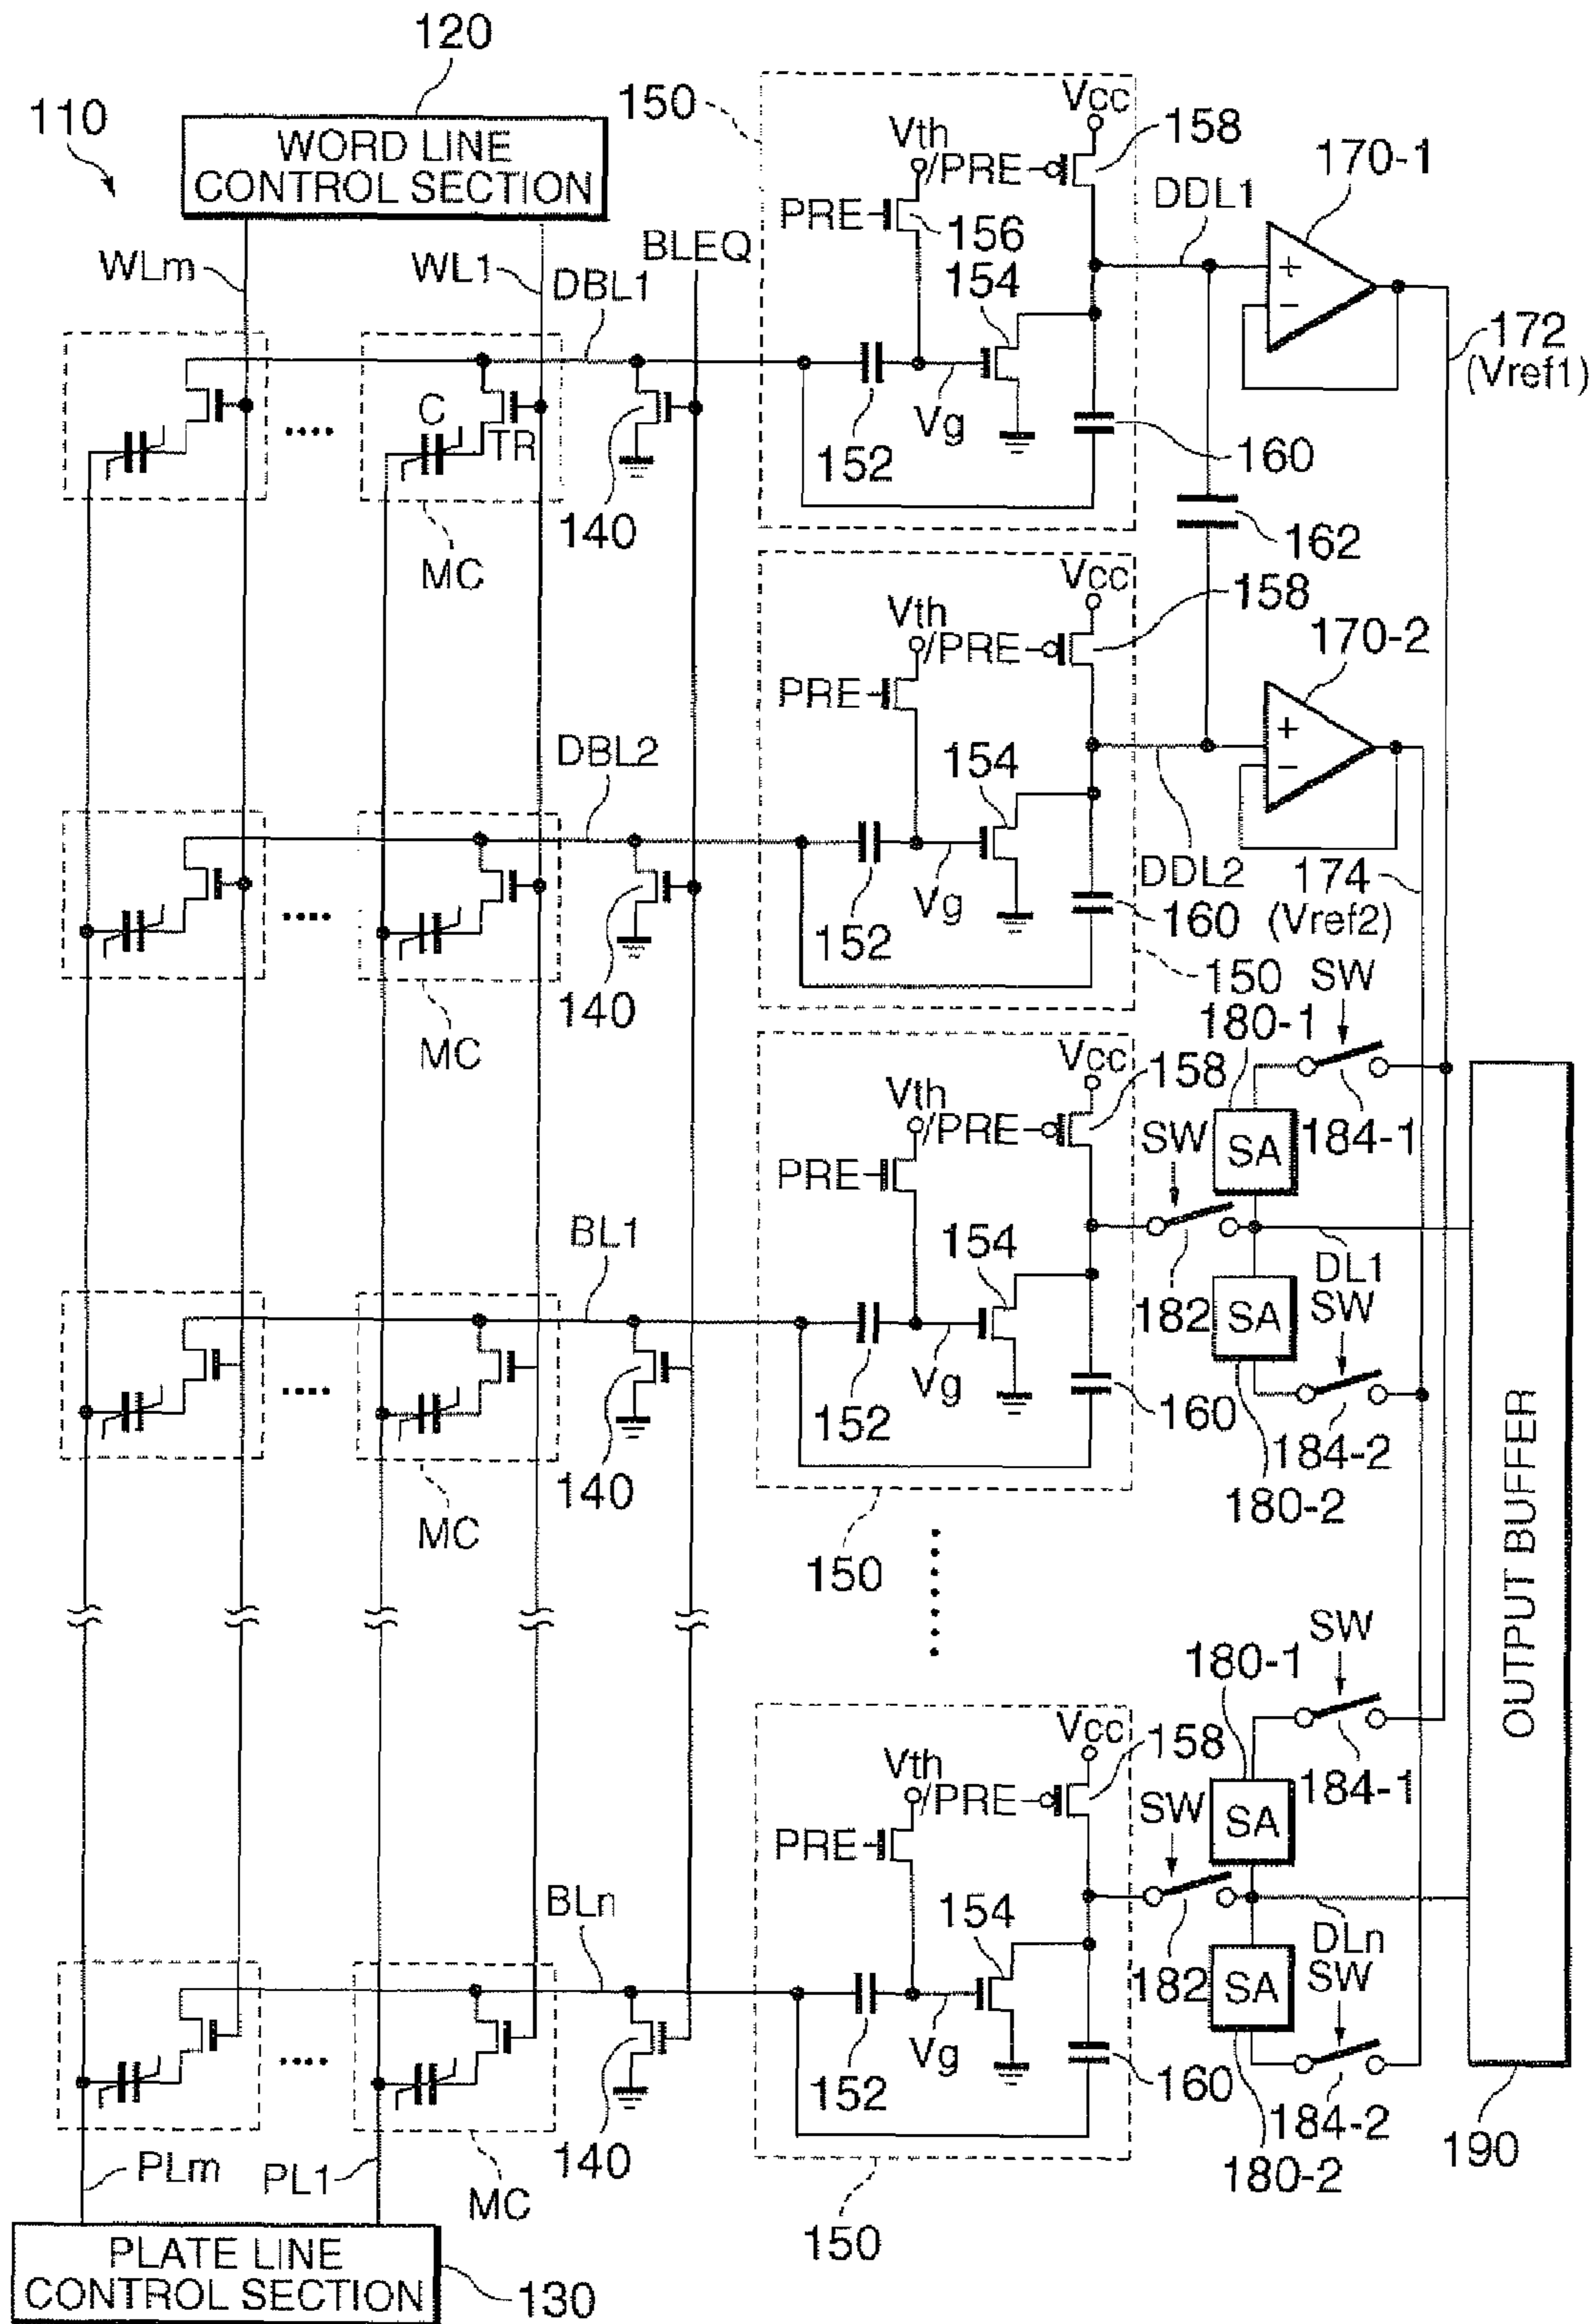 120
110
WORD LINE
CONTROL SECTION
150
Vcc
Vth
/PRE
158
170-1
DDL1
PRE
156
BLEQ
WLm
WL1
DBL1
154
+
−
172
(Vref1)
C
TR
....
Vg
160
152
140
MC
162
Vcc
158
Vth
/PRE
170-2
PRE
DBL2
154
+
−
DDL2
174
(Vref2)
....
Vg
160
152
140
150
SW
MC
180-1
Vcc
158
Vth
/PRE
SW
184-1
SA
PRE
BL1
154
DL1
SW
182
SA
....
Vg
160
152
184-2
140
180-2
MC
150
......
OUTPUT BUFFER
SW
180-1
Vcc
158
Vth
/PRE
SW
184-1
SA
PRE
BLn
154
DLn
SW
182
SA
....
Vg
160
152
184-2
140
180-2
190
PLm
PL1
MC
150
PLATE LINE
CONTROL SECTION
130